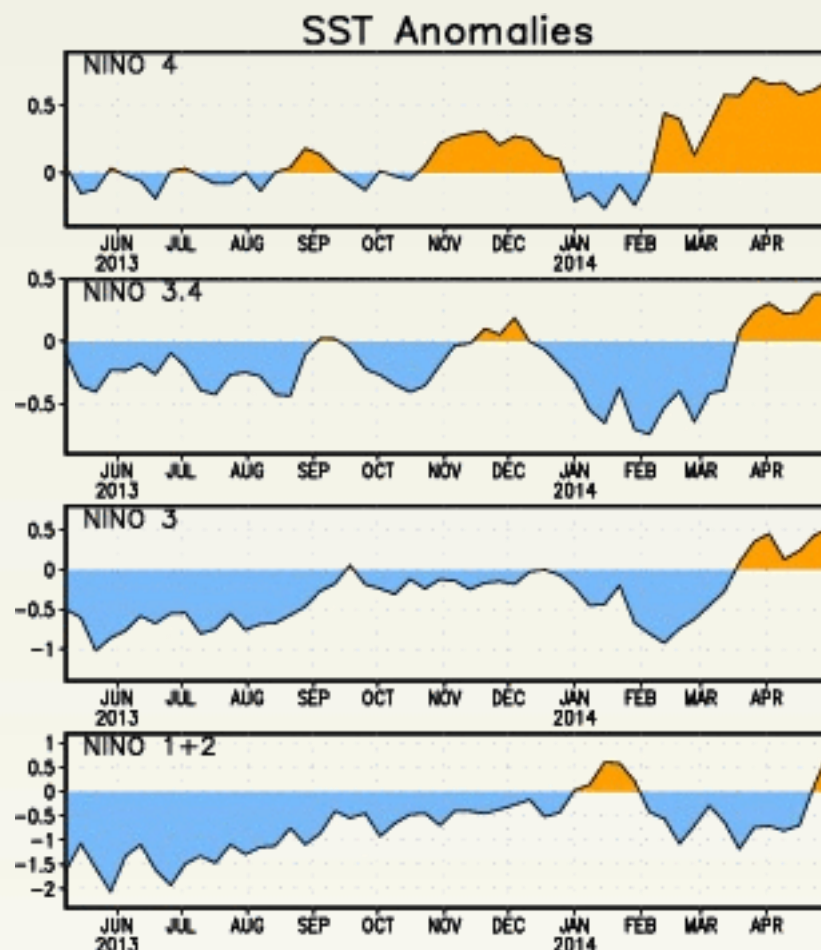 SST Anomalies
NINO 4
0.5
0
JUN JUL AUG SEP OCT NOV DEC JAN FEB MAR APR
2013 2014
0.5
NINO 3.4
0
-0.5
JUN JUL AUG SEP OCT NOV DEC JAN FEB MAR APR
2013 2014
NINO 3
0.5
0
-0.5
-1
JUN JUL AUG SEP OCT NOV DEC JAN FEB MAR APR
2013 2014
1
NINO 1+2
0.5
0
-0.5
-1
-1.5
-2
JUN JUL AUG SEP OCT NOV DEC JAN FEB MAR APR
2013 2014